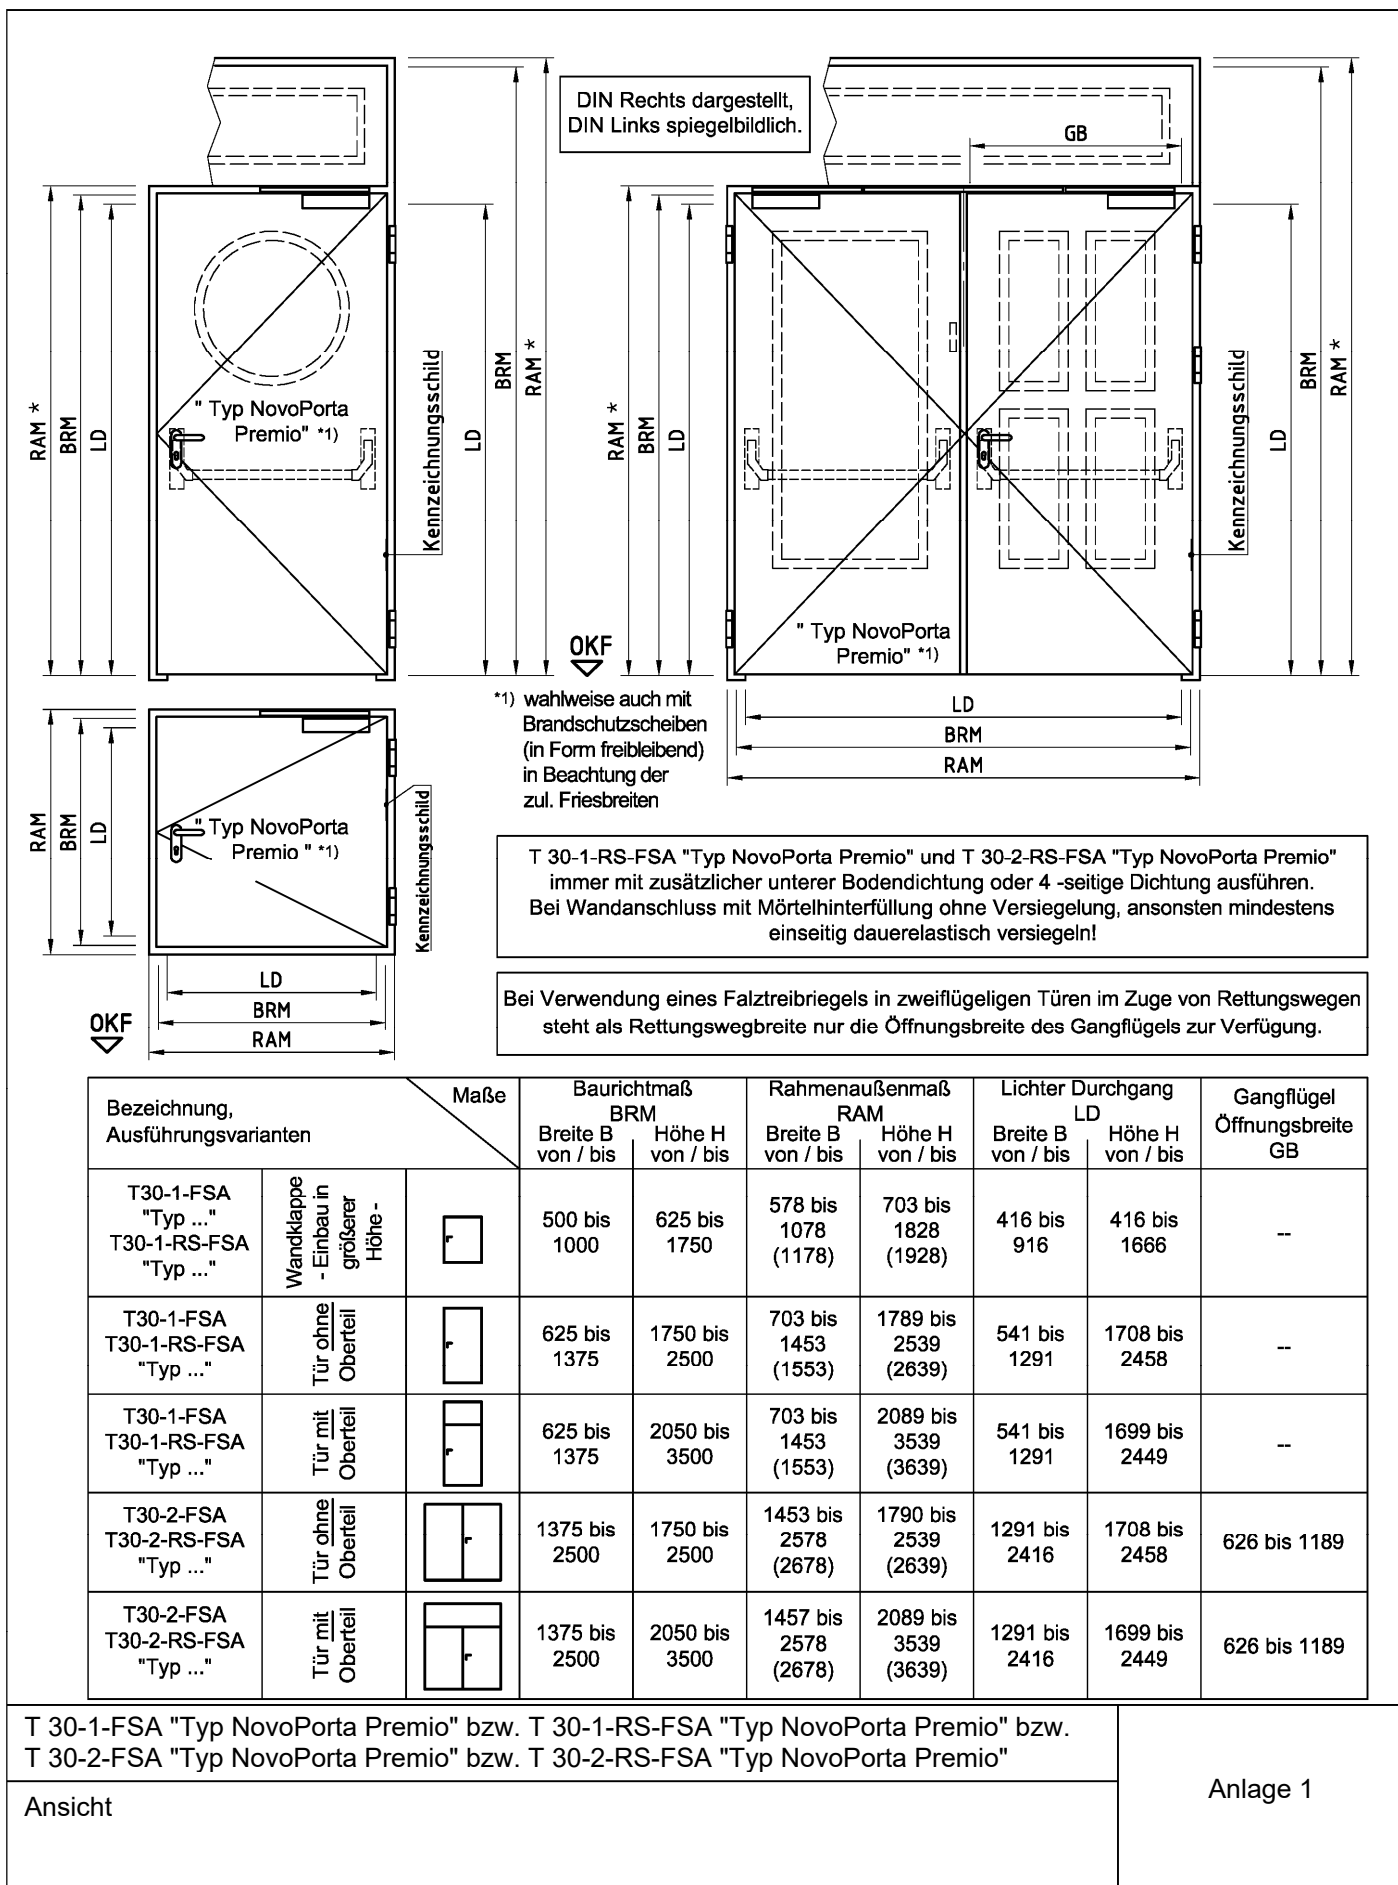 DIN Rechts dargestellt,
DIN Links spiegelbildlich.
GB
RAM *
BRM
LD
" Typ NovoPorta
Premio" *1)
Kennzeichnungsschild
LD
BRM
RAM *
RAM *
BRM
LD
" Typ NovoPorta
Premio" *1)
Kennzeichnungsschild
LD
BRM
RAM *
OKF
*1) wahlweise auch mit
Brandschutzscheiben
(in Form freibleibend)
in Beachtung der
zul. Friesbreiten
LD
BRM
RAM
RAM
BRM
LD
" Typ NovoPorta
Premio " *1)
Kennzeichnungsschild
LD
BRM
RAM
OKF
T 30-1-RS-FSA "Typ NovoPorta Premio" und T 30-2-RS-FSA "Typ NovoPorta Premio"
immer mit zusätzlicher unterer Bodendichtung oder 4 -seitige Dichtung ausführen.
Bei Wandanschluss mit Mörtelhinterfüllung ohne Versiegelung, ansonsten mindestens
einseitig dauerelastisch versiegeln!
Bei Verwendung eines Falztreibriegels in zweiflügeligen Türen im Zuge von Rettungswegen
steht als Rettungswegbreite nur die Öffnungsbreite des Gangflügels zur Verfügung.
Bezeichnung,
Ausführungsvarianten
Maße
Baurichtmaß
BRM
Breite B
von / bis
Höhe H
von / bis
Rahmenaußenmaß
RAM
Breite B
von / bis
Höhe H
von / bis
Lichter Durchgang
LD
Breite B
von / bis
Höhe H
von / bis
Gangflügel
Öffnungsbreite
GB
T30-1-FSA
"Typ ..."
T30-1-RS-FSA
"Typ ..."
Wandklappe
- Einbau in
größerer
Höhe -
500 bis
1000
625 bis
1750
578 bis
1078
(1178)
703 bis
1828
(1928)
416 bis
916
416 bis
1666
--
T30-1-FSA
T30-1-RS-FSA
"Typ ..."
Tür ohne
Oberteil
625 bis
1375
1750 bis
2500
703 bis
1453
(1553)
1789 bis
2539
(2639)
541 bis
1291
1708 bis
2458
--
T30-1-FSA
T30-1-RS-FSA
"Typ ..."
Tür mit
Oberteil
625 bis
1375
2050 bis
3500
703 bis
1453
(1553)
2089 bis
3539
(3639)
541 bis
1291
1699 bis
2449
--
T30-2-FSA
T30-2-RS-FSA
"Typ ..."
Tür ohne
Oberteil
1375 bis
2500
1750 bis
2500
1453 bis
2578
(2678)
1790 bis
2539
(2639)
1291 bis
2416
1708 bis
2458
626 bis 1189
T30-2-FSA
T30-2-RS-FSA
"Typ ..."
Tür mit
Oberteil
1375 bis
2500
2050 bis
3500
1457 bis
2578
(2678)
2089 bis
3539
(3639)
1291 bis
2416
1699 bis
2449
626 bis 1189
T 30-1-FSA "Typ NovoPorta Premio" bzw. T 30-1-RS-FSA "Typ NovoPorta Premio" bzw.
T 30-2-FSA "Typ NovoPorta Premio" bzw. T 30-2-RS-FSA "Typ NovoPorta Premio"
Ansicht
Anlage 1